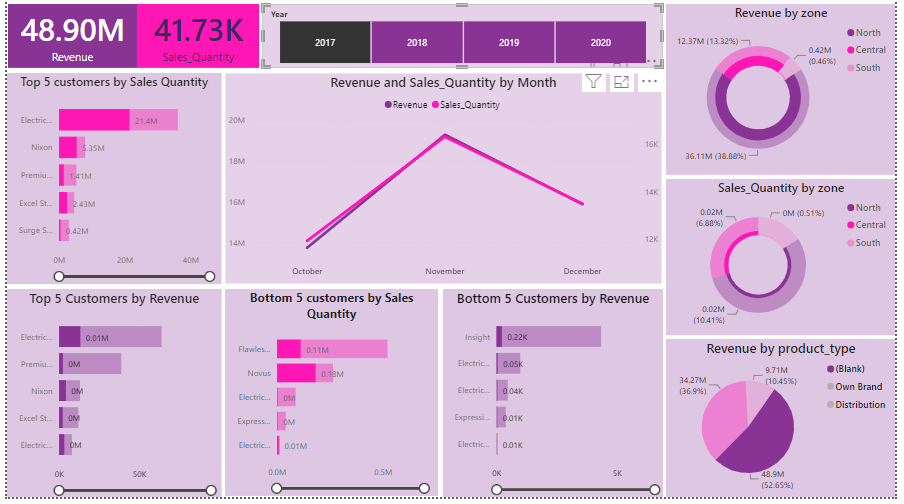 48.90M
Revenue
41.73K
Sales_Quantity
Year
2017
2018
2019
2020
Revenue by zone
12.37M (13.32%)
0.42M
(0.46%)
36.11M (38.88%)
North
Central
South
Top 5 customers by Sales Quantity
Electric...
21.4M
Nixon
5.35M
Premiu...
1.41M
Excel St...
2.43M
Surge S...
0.42M
0M
20M
40M
Revenue and Sales_Quantity by Month
Revenue
Sales_Quantity
20M
18M
16M
14M
16K
14K
12K
October
November
December
Sales_Quantity by zone
0.02M
(6.88%)
0M (0.51%)
0.02M
(10.41%)
North
Central
South
Top 5 Customers by Revenue
Electric...
0.01M
Premiu...
0M
Nixon
0M
Excel St...
0M
Electric...
0M
0K
50K
Bottom 5 customers by Sales
Quantity
Flawles...
0.11M
Novus
0.18M
Electric...
0M
Express...
0M
Electric...
0.01M
0.0M
0.5M
Bottom 5 Customers by Revenue
Insight
0.22K
Electric...
0.05K
Electric...
0.04K
Expressi...
0.01K
Electric...
0.01K
0K
5K
Revenue by product_type
34.27M
(36.9%)
9.71M
(10.45%)
48.9M
(52.65%)
(Blank)
Own Brand
Distribution